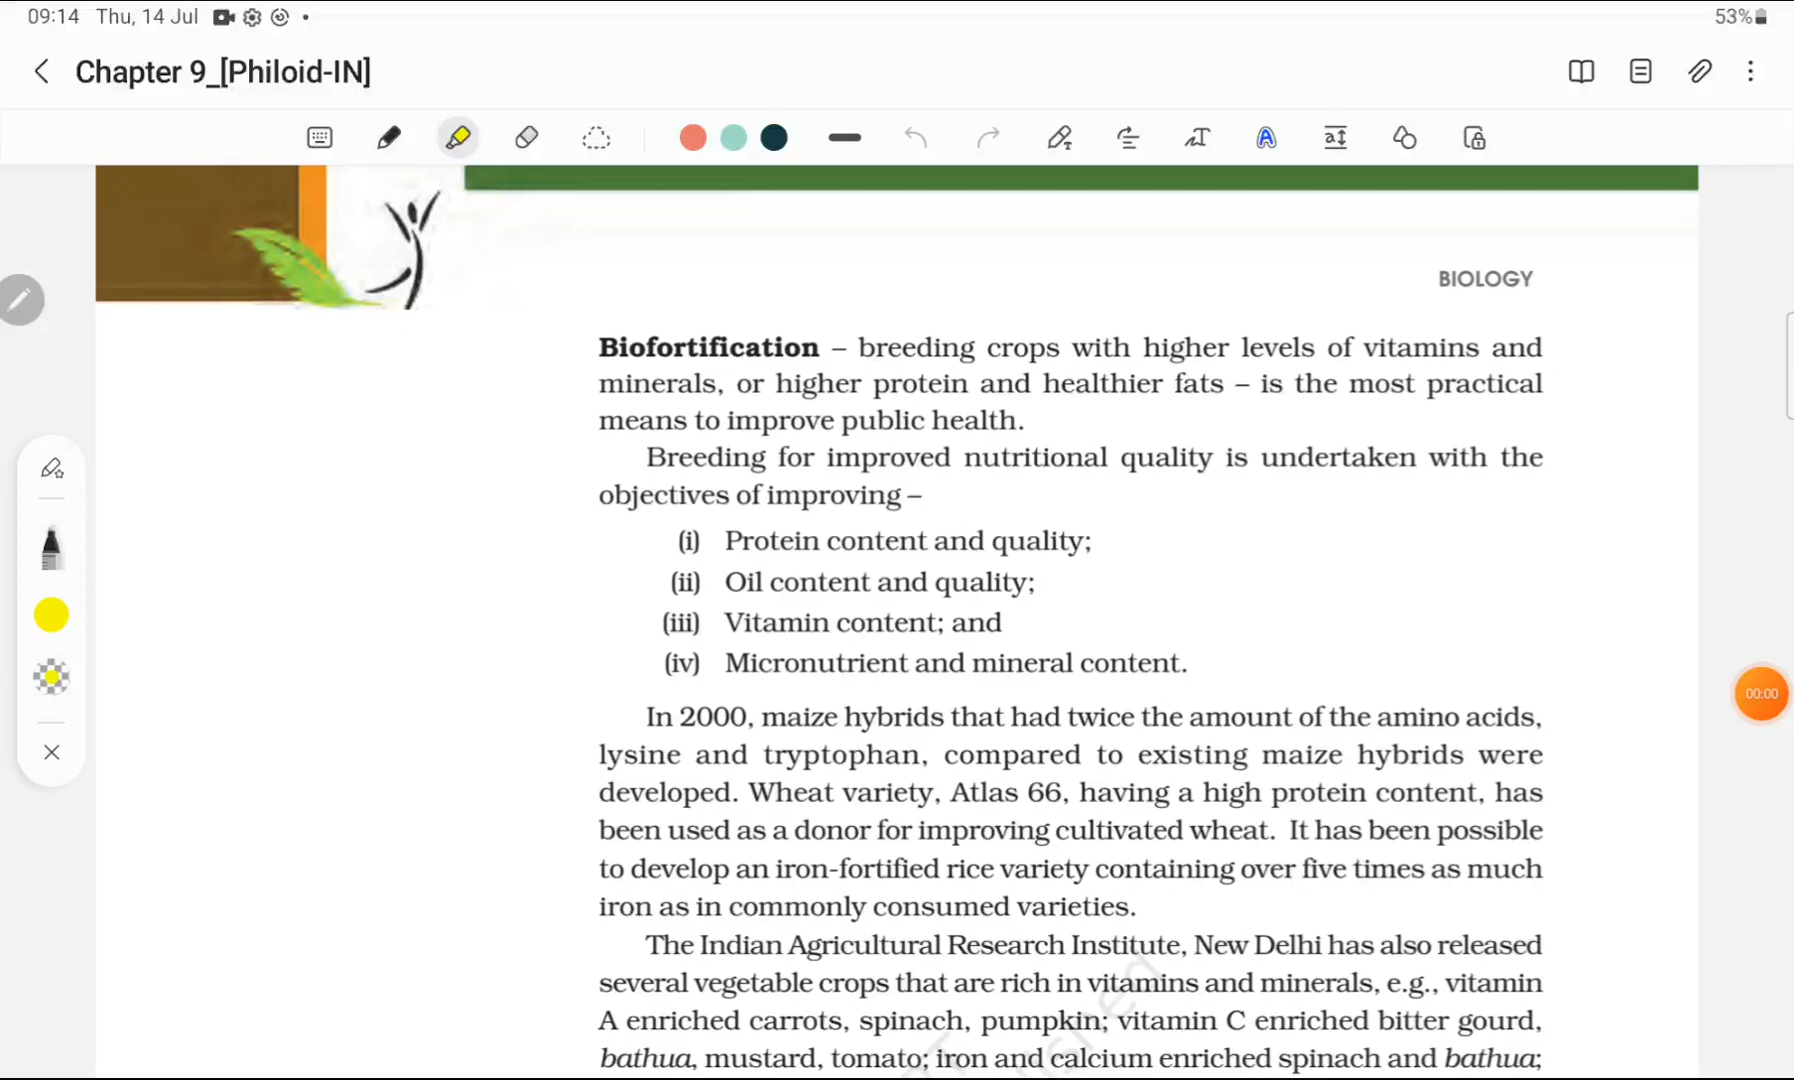 09:14 Thu, 14 Jul
53%
Chapter 9_[Philoid-IN]
BIOLOGY
Biofortification – breeding crops with higher levels of vitamins and
minerals, or higher protein and healthier fats – is the most practical
means to improve public health.
Breeding for improved nutritional quality is undertaken with the
objectives of improving –
(i) Protein content and quality;
(ii) Oil content and quality;
(iii) Vitamin content; and
(iv) Micronutrient and mineral content.
00:00
In 2000, maize hybrids that had twice the amount of the amino acids,
lysine and tryptophan, compared to existing maize hybrids were
developed. Wheat variety, Atlas 66, having a high protein content, has
been used as a donor for improving cultivated wheat. It has been possible
to develop an iron-fortified rice variety containing over five times as much
iron as in commonly consumed varieties.
The Indian Agricultural Research Institute, New Delhi has also released
several vegetable crops that are rich in vitamins and minerals, e.g., vitamin
A enriched carrots, spinach, pumpkin; vitamin C enriched bitter gourd,
bathua, mustard, tomato; iron and calcium enriched spinach and bathua;